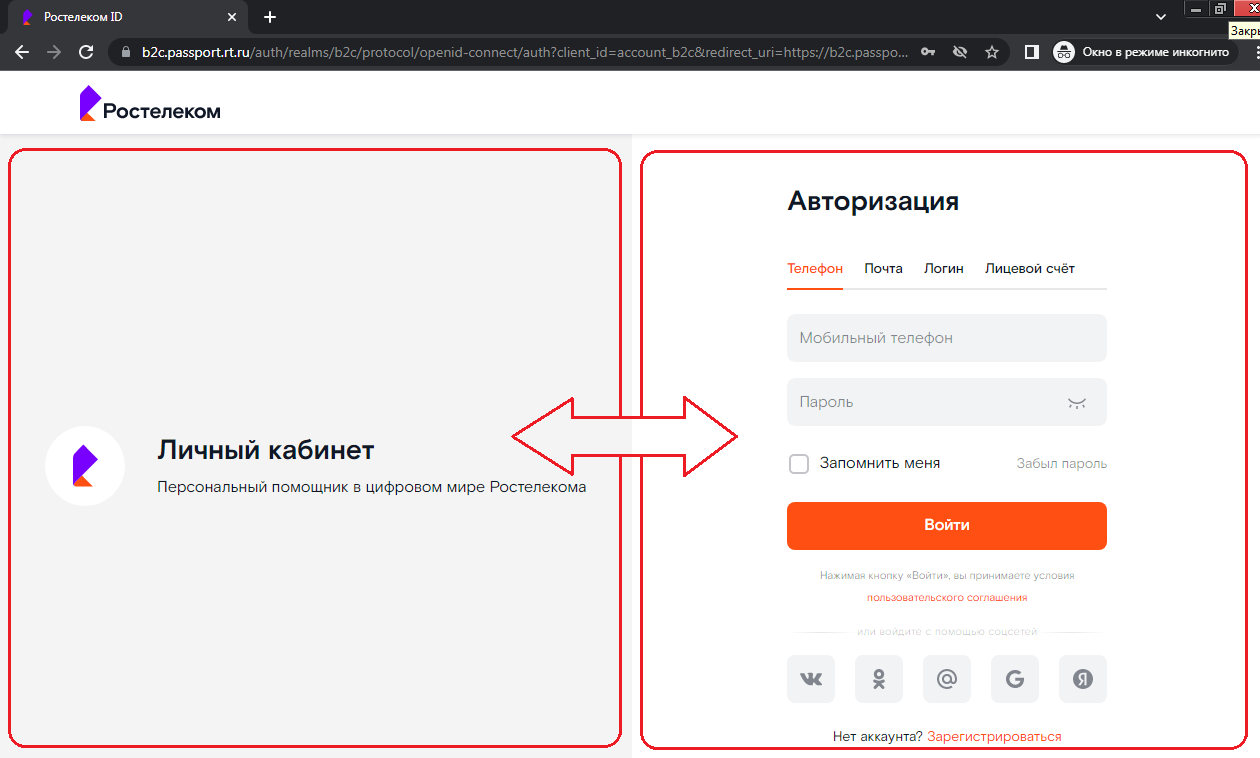 Ростелеком ID
Закры
b2c.passport.rt.ru/auth/realms/b2c/protocol/openid-connect/auth?client_id=account_b2c&redirect_uri=https://b2c.passpo...
Окно в режиме инкогнито
Ростелеком
Личный кабинет
Персональный помощник в цифровом мире Ростелекома
Авторизация
Телефон Почта Логин Лицевой счёт
Мобильный телефон
Пароль
Запомнить меня Забыл пароль
Войти
Нажимая кнопку «Войти», вы принимаете условия
пользовательского соглашения
или войдите с помощью соцсетей
Нет аккаунта? Зарегистрироваться